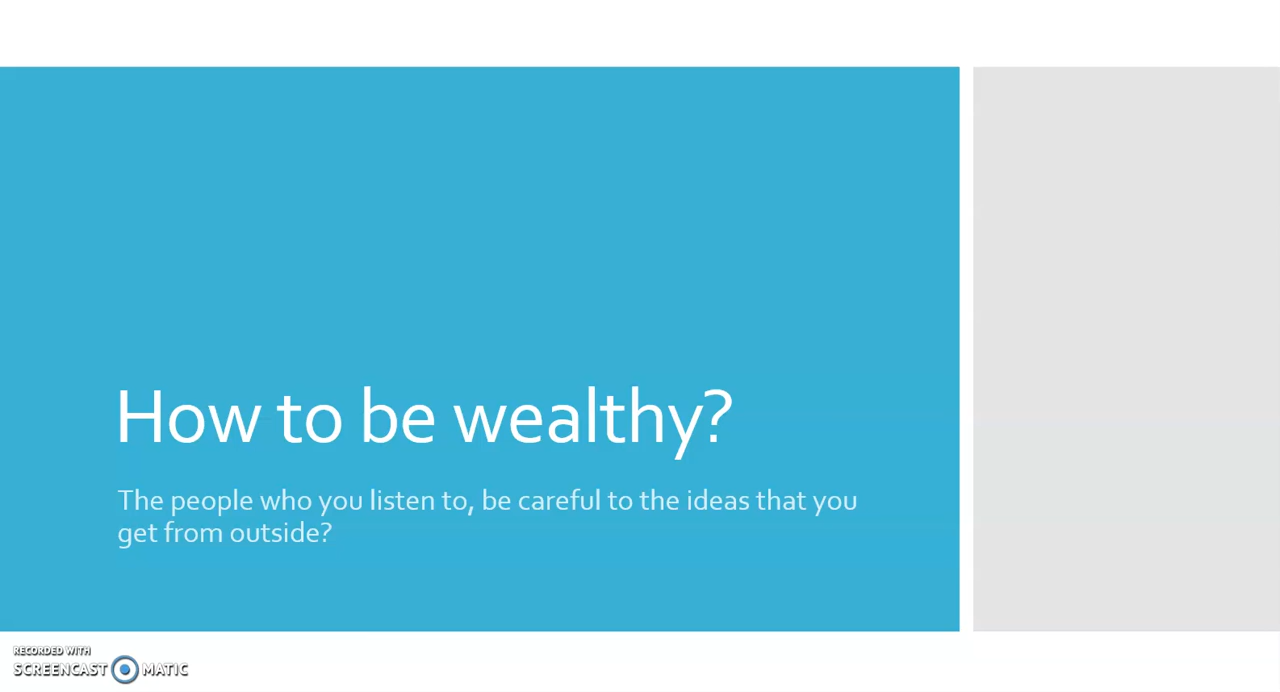 How to be wealthy?
The people who you listen to, be careful to the ideas that you
get from outside?
RECORDED WITH
SCREENCAST MATIC